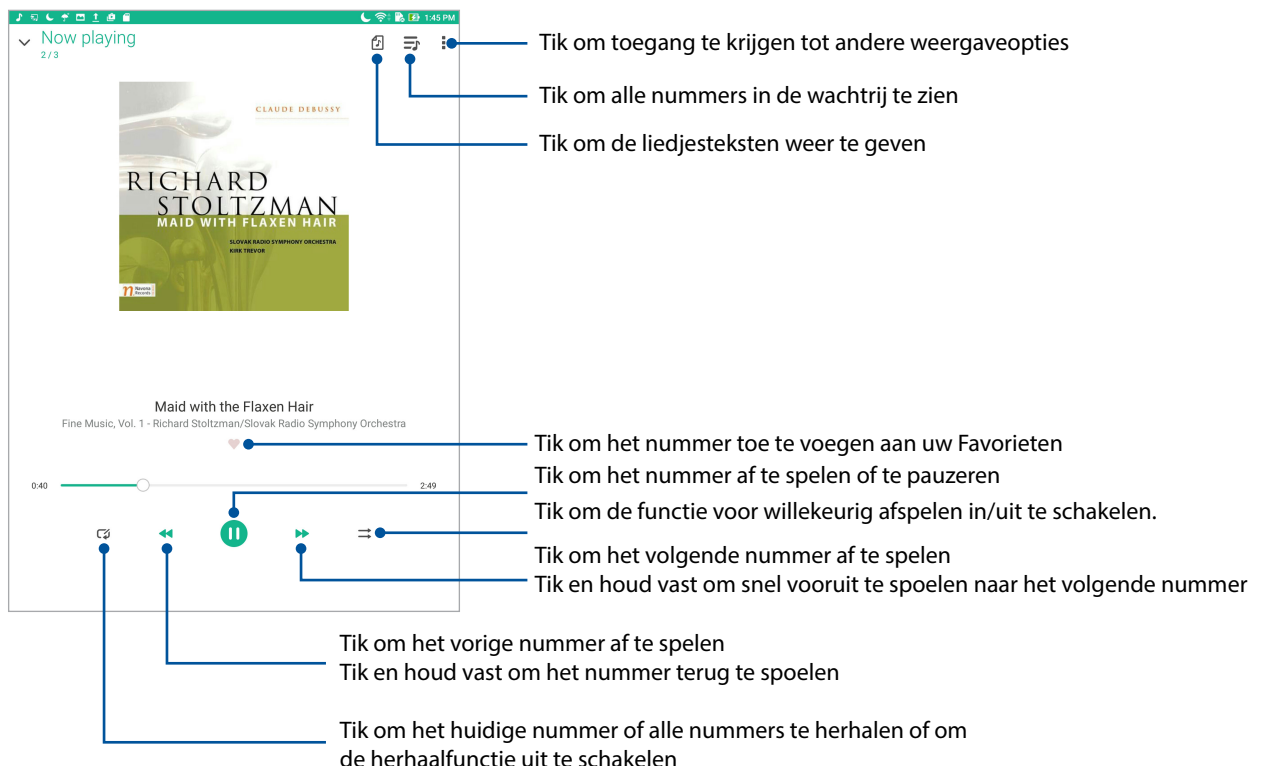 1:45 PM
Now playing
2 / 3
Tik om toegang te krijgen tot andere weergaveopties
Tik om alle nummers in de wachtrij te zien
Tik om de liedjesteksten weer te geven
CLAUDE DEBUSSY
RICHARD
STOLTZMAN
MAID WITH FLAXEN HAIR
SLOVAK RADIO SYMPHONY ORCHESTRA
KIRK TREVOR
n Navona
Records
Maid with the Flaxen Hair
Fine Music, Vol. 1 - Richard Stoltzman/Slovak Radio Symphony Orchestra
Tik om het nummer toe te voegen aan uw Favorieten
Tik om het nummer af te spelen of te pauzeren
0:40
2:49
Tik om de functie voor willekeurig afspelen in/uit te schakelen.
Tik om het volgende nummer af te spelen
Tik en houd vast om snel vooruit te spoelen naar het volgende nummer
Tik om het vorige nummer af te spelen
Tik en houd vast om het nummer terug te spoelen
Tik om het huidige nummer of alle nummers te herhalen of om
de herhaalfunctie uit te schakelen